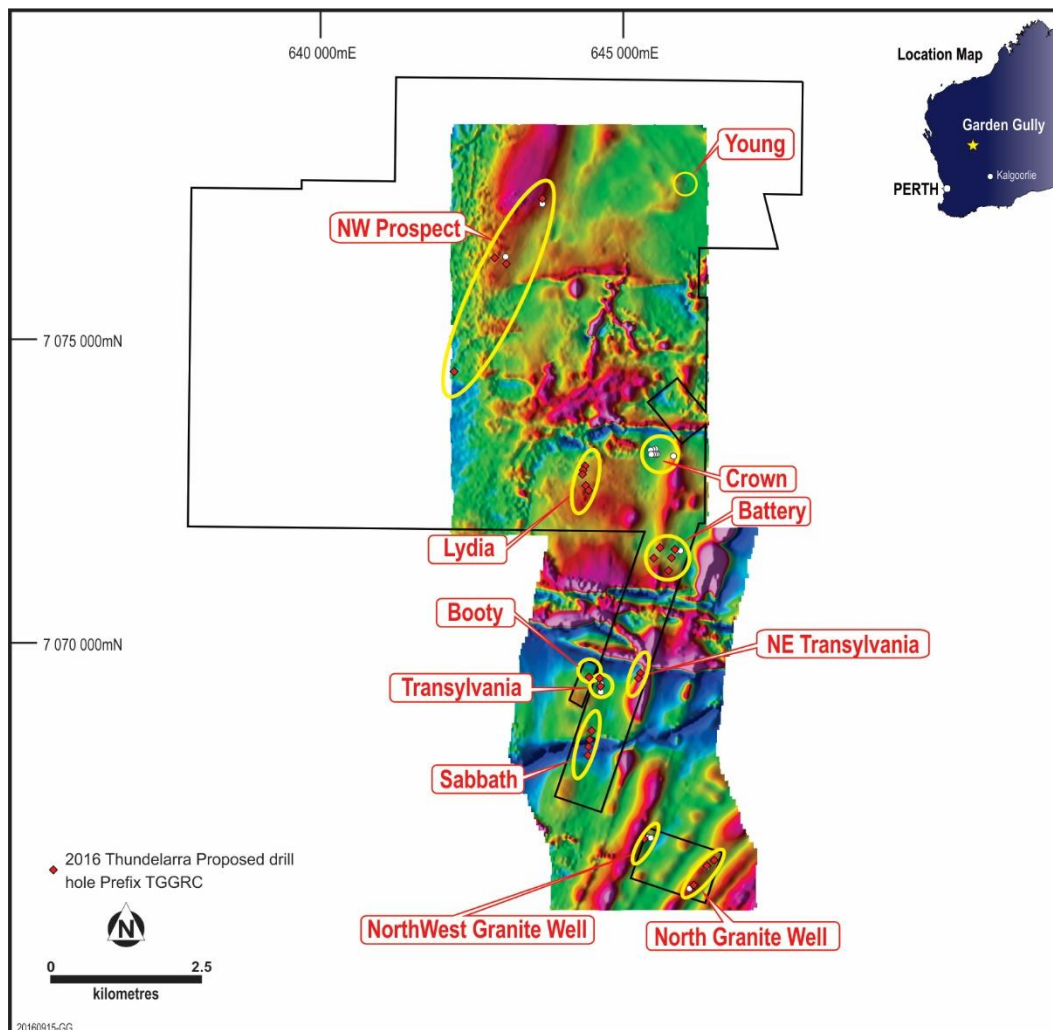 640 000mE
645 000mE
Location Map
Garden Gully
Kalgoorlie
PERTH
Young
NW Prospect
7 075 000mN
Crown
Battery
Lydia
Booty
7 070 000mN
NE Transylvania
Transylvania
Sabbath
2016 Thundelarra Proposed drill
hole Prefix TGGRC
N
NorthWest Granite Well
North Granite Well
0 2.5
kilometres
20160915-GG